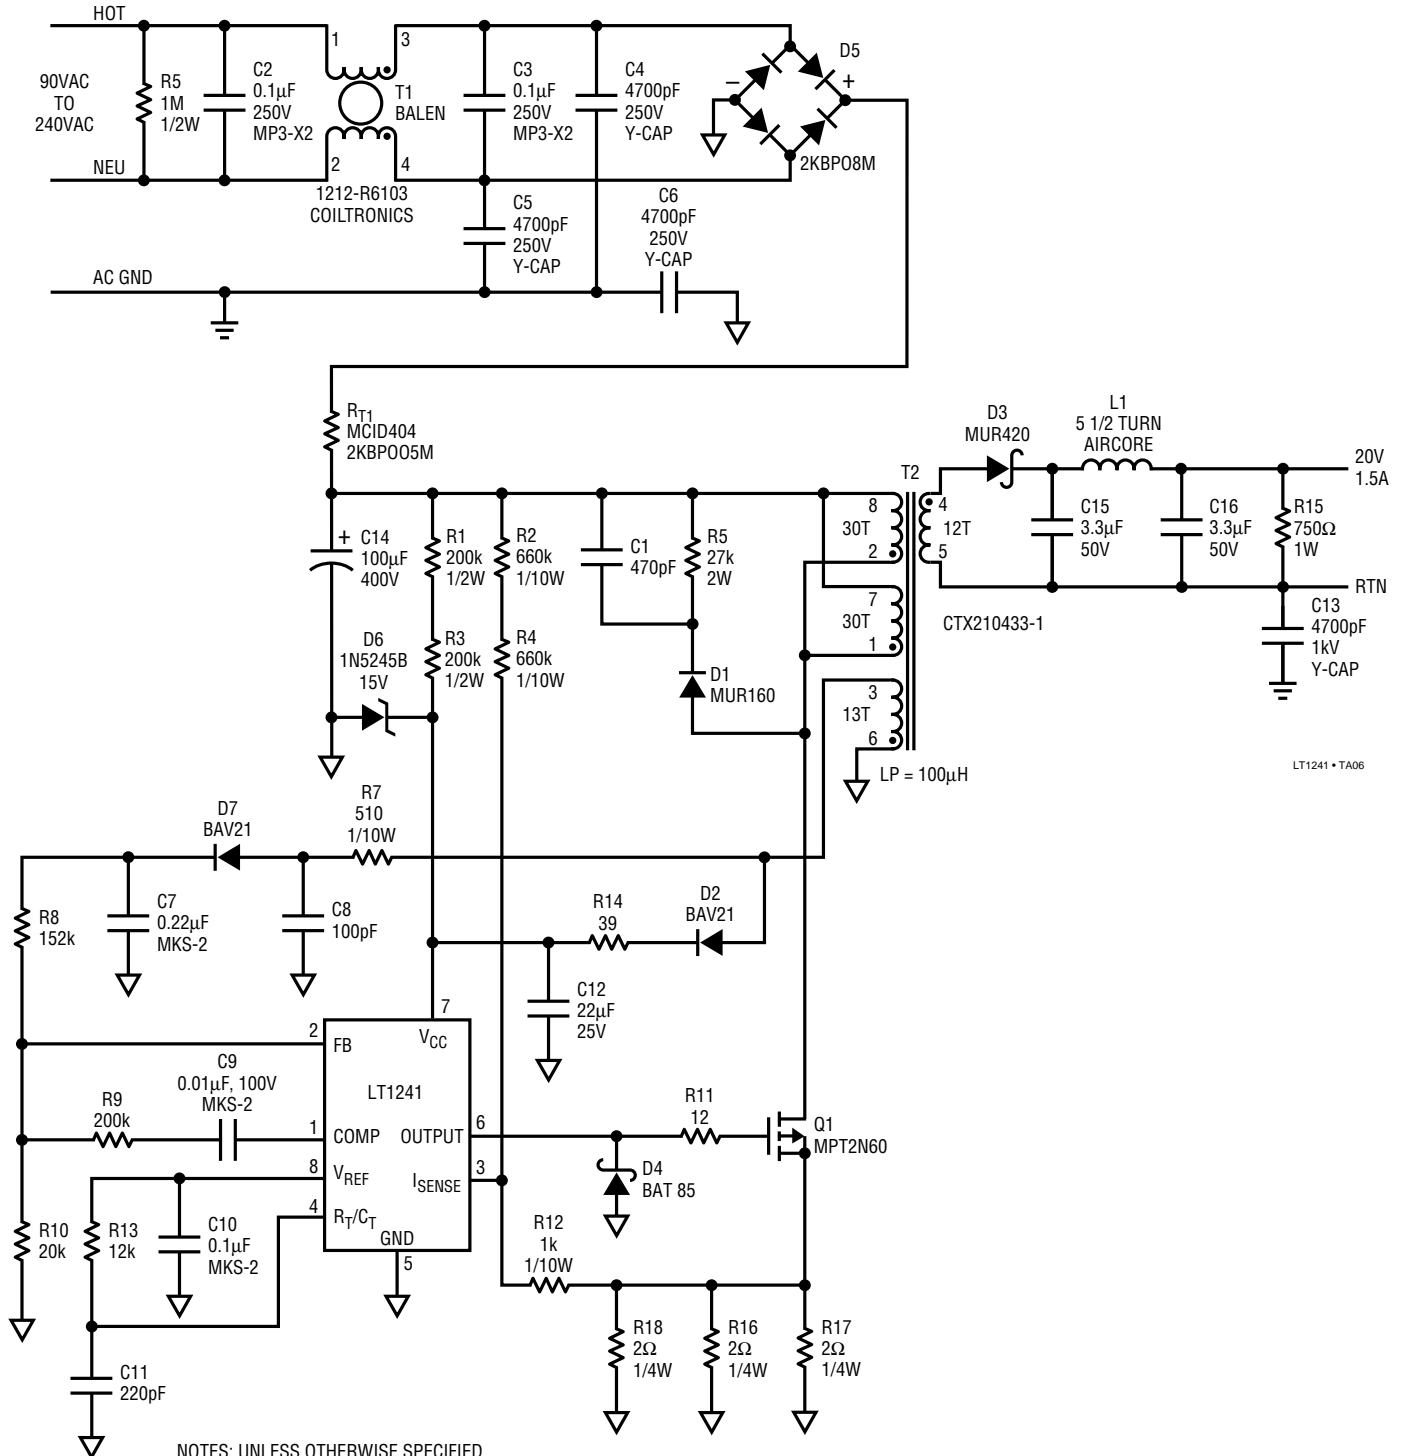 HOT
90VAC
TO
240VAC
R5
1M
1/2W
C2
0.1µF
250V
MP3-X2
1
3
T1
BALEN
2
4
1212-R6103
COILTRONICS
C3
0.1µF
250V
MP3-X2
C4
4700pF
250V
Y-CAP
D5
–
+
2KBPO8M
NEU
C5
4700pF
250V
Y-CAP
C6
4700pF
250V
Y-CAP
AC GND
RT1
MCID404
2KBPOO5M
+
C14
100µF
400V
R1
200k
1/2W
R2
660k
1/10W
C1
470pF
R5
27k
2W
D6
1N5245B
15V
R3
200k
1/2W
R4
660k
1/10W
D1
MUR160
T2
8
30T
2
7
30T
1
3
13T
6
4
12T
5
CTX210433-1
LP = 100µH
D3
MUR420
L1
5 1/2 TURN
AIRCORE
20V
1.5A
C15
3.3µF
50V
C16
3.3µF
50V
R15
750Ω
1W
RTN
C13
4700pF
1kV
Y-CAP
LT1241 • TA06
D7
BAV21
R7
510
1/10W
R8
152k
C7
0.22µF
MKS-2
C8
100pF
R14
39
D2
BAV21
C12
22µF
25V
7
VCC
2
FB
LT1241
C9
0.01µF, 100V
MKS-2
R9
200k
1
COMP
OUTPUT
6
8
VREF
ISENSE
3
4
RT/CT
GND
5
R11
12
Q1
MPT2N60
D4
BAT 85
R10
20k
R13
12k
C10
0.1µF
MKS-2
R12
1k
1/10W
C11
220pF
R18
2Ω
1/4W
R16
2Ω
1/4W
R17
2Ω
1/4W
NOTES: UNLESS OTHERWISE SPECIFIED